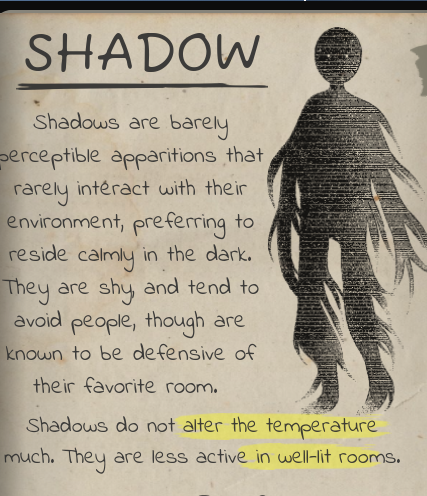 SHADOW
Shadows are barely
perceptible apparitions that
rarely interact with their
environment, preferring to
reside calmly in the dark.
They are shy, and tend to
avoid people, though are
known to be defensive of
their favorite room.
Shadows do not alter the temperature
much. They are less active in well-lit rooms.